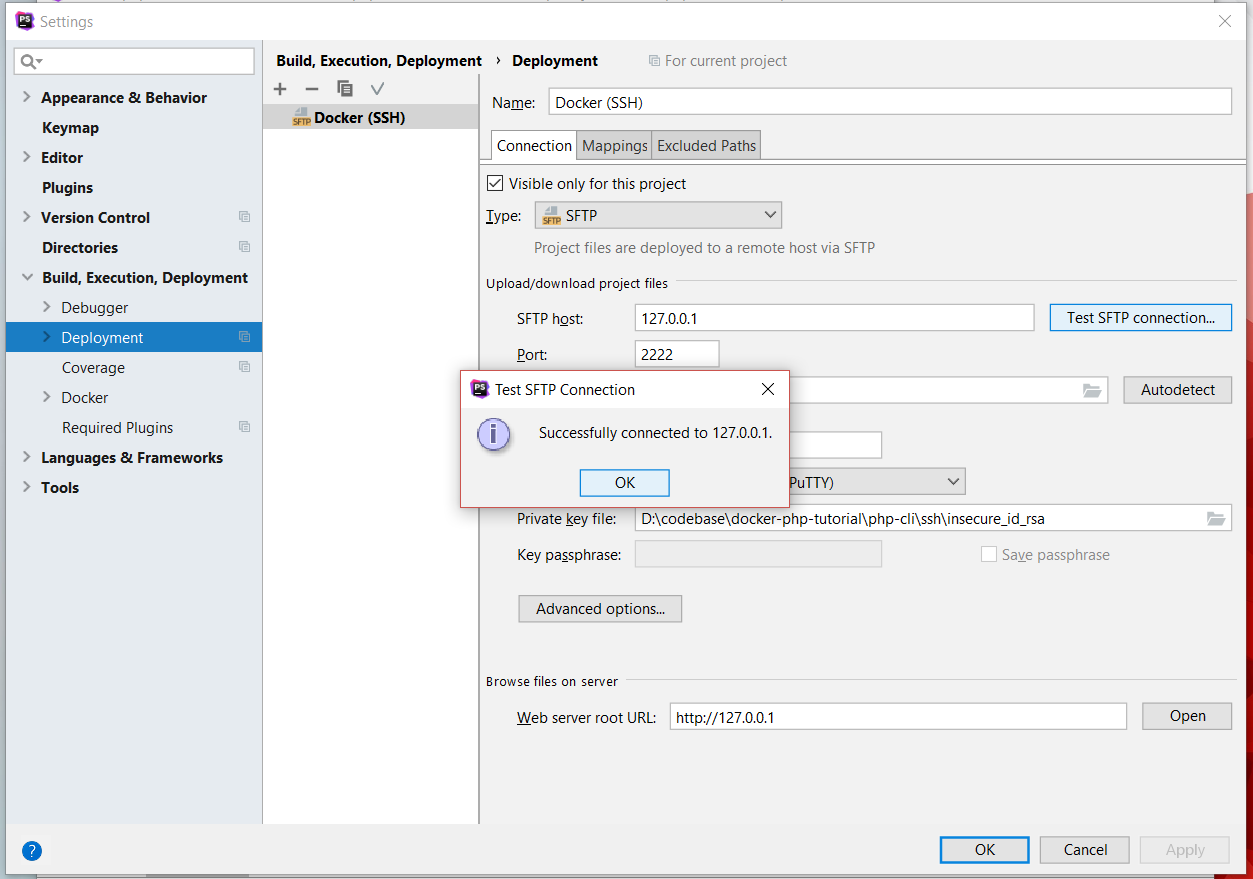 PS Settings
Appearance & Behavior
Keymap
Editor
Plugins
Version Control
Directories
Build, Execution, Deployment
Debugger
Deployment
Coverage
Docker
Required Plugins
Languages & Frameworks
Tools
?
Build, Execution, Deployment › Deployment For current project
SFTP Docker (SSH)
Name: Docker (SSH)
Connection Mappings Excluded Paths
Visible only for this project
Type: SFTP SFTP
Project files are deployed to a remote host via SFTP
Upload/download project files
SFTP host: 127.0.0.1 Test SFTP connection...
Port: 2222
Autodetect
PuTTY)
PS Test SFTP Connection
i Successfully connected to 127.0.0.1.
OK
Private key file: D:\codebase\docker-php-tutorial\php-cli\ssh\insecure_id_rsa
Key passphrase: Save passphrase
Advanced options...
Browse files on server
Web server root URL: http://127.0.0.1 Open
OK Cancel Apply